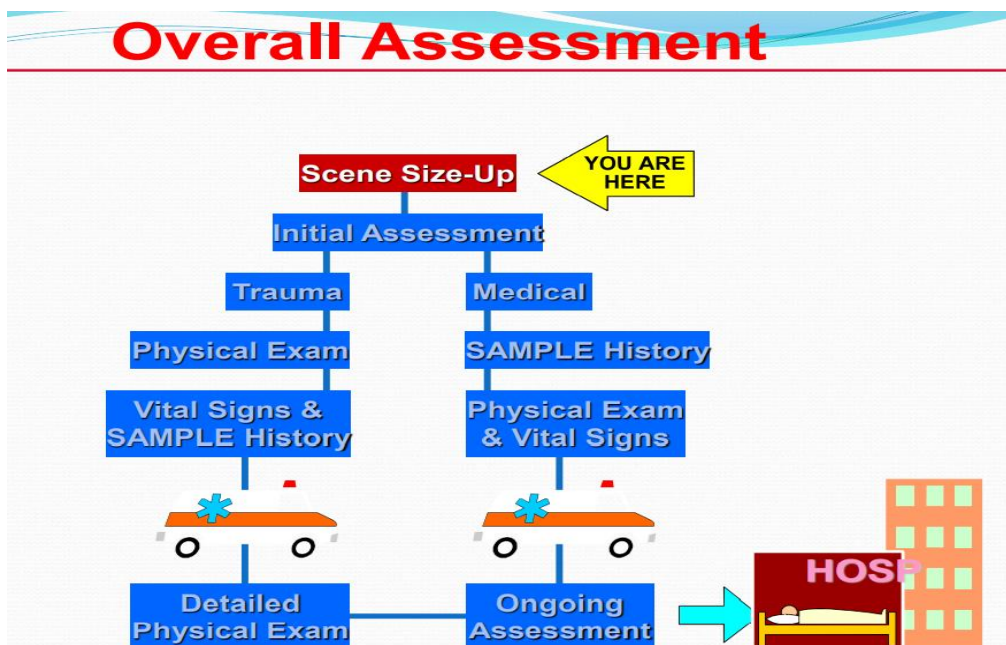 Overall Assessment
Scene Size-Up
YOU ARE
HERE
Initial Assessment
Trauma
Medical
Physical Exam
SAMPLE History
Vital Signs &
SAMPLE History
Physical Exam
& Vital Signs
Detailed
Physical Exam
Ongoing
Assessment
HOSP